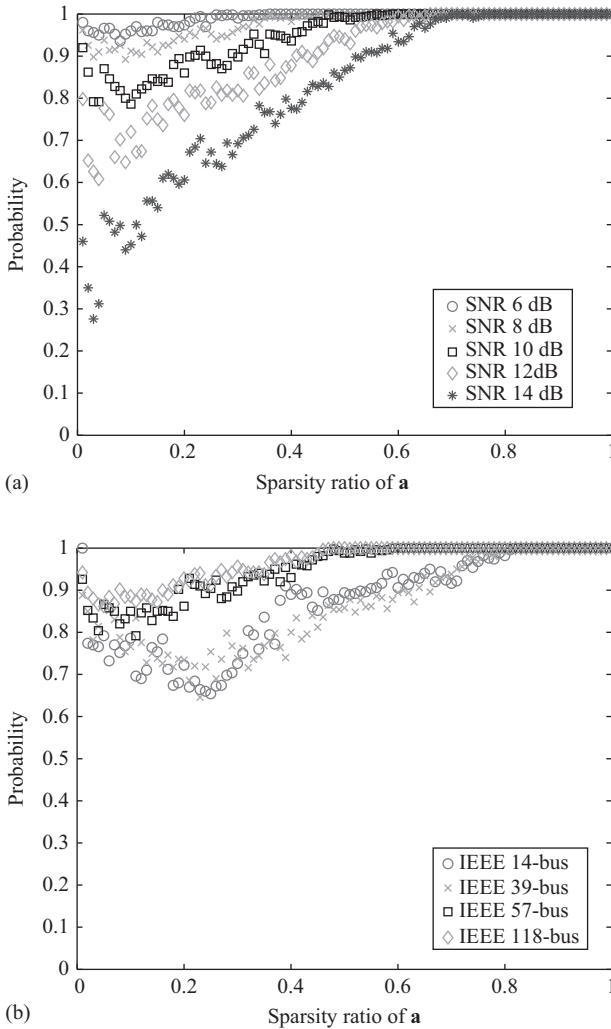 1
0.9
0.8
0.7
0.6
0.5
0.4
0.3
0.2
0.1
0
Probability
SNR 6 dB
SNR 8 dB
SNR 10 dB
SNR 12dB
SNR 14 dB
0
0.2
0.4
0.6
0.8
1
(a)
Sparsity ratio of a
1
0.9
0.8
0.7
0.6
0.5
0.4
0.3
0.2
0.1
0
Probability
IEEE 14-bus
IEEE 39-bus
IEEE 57-bus
IEEE 118-bus
0
0.2
0.4
0.6
0.8
1
(b)
Sparsity ratio of a